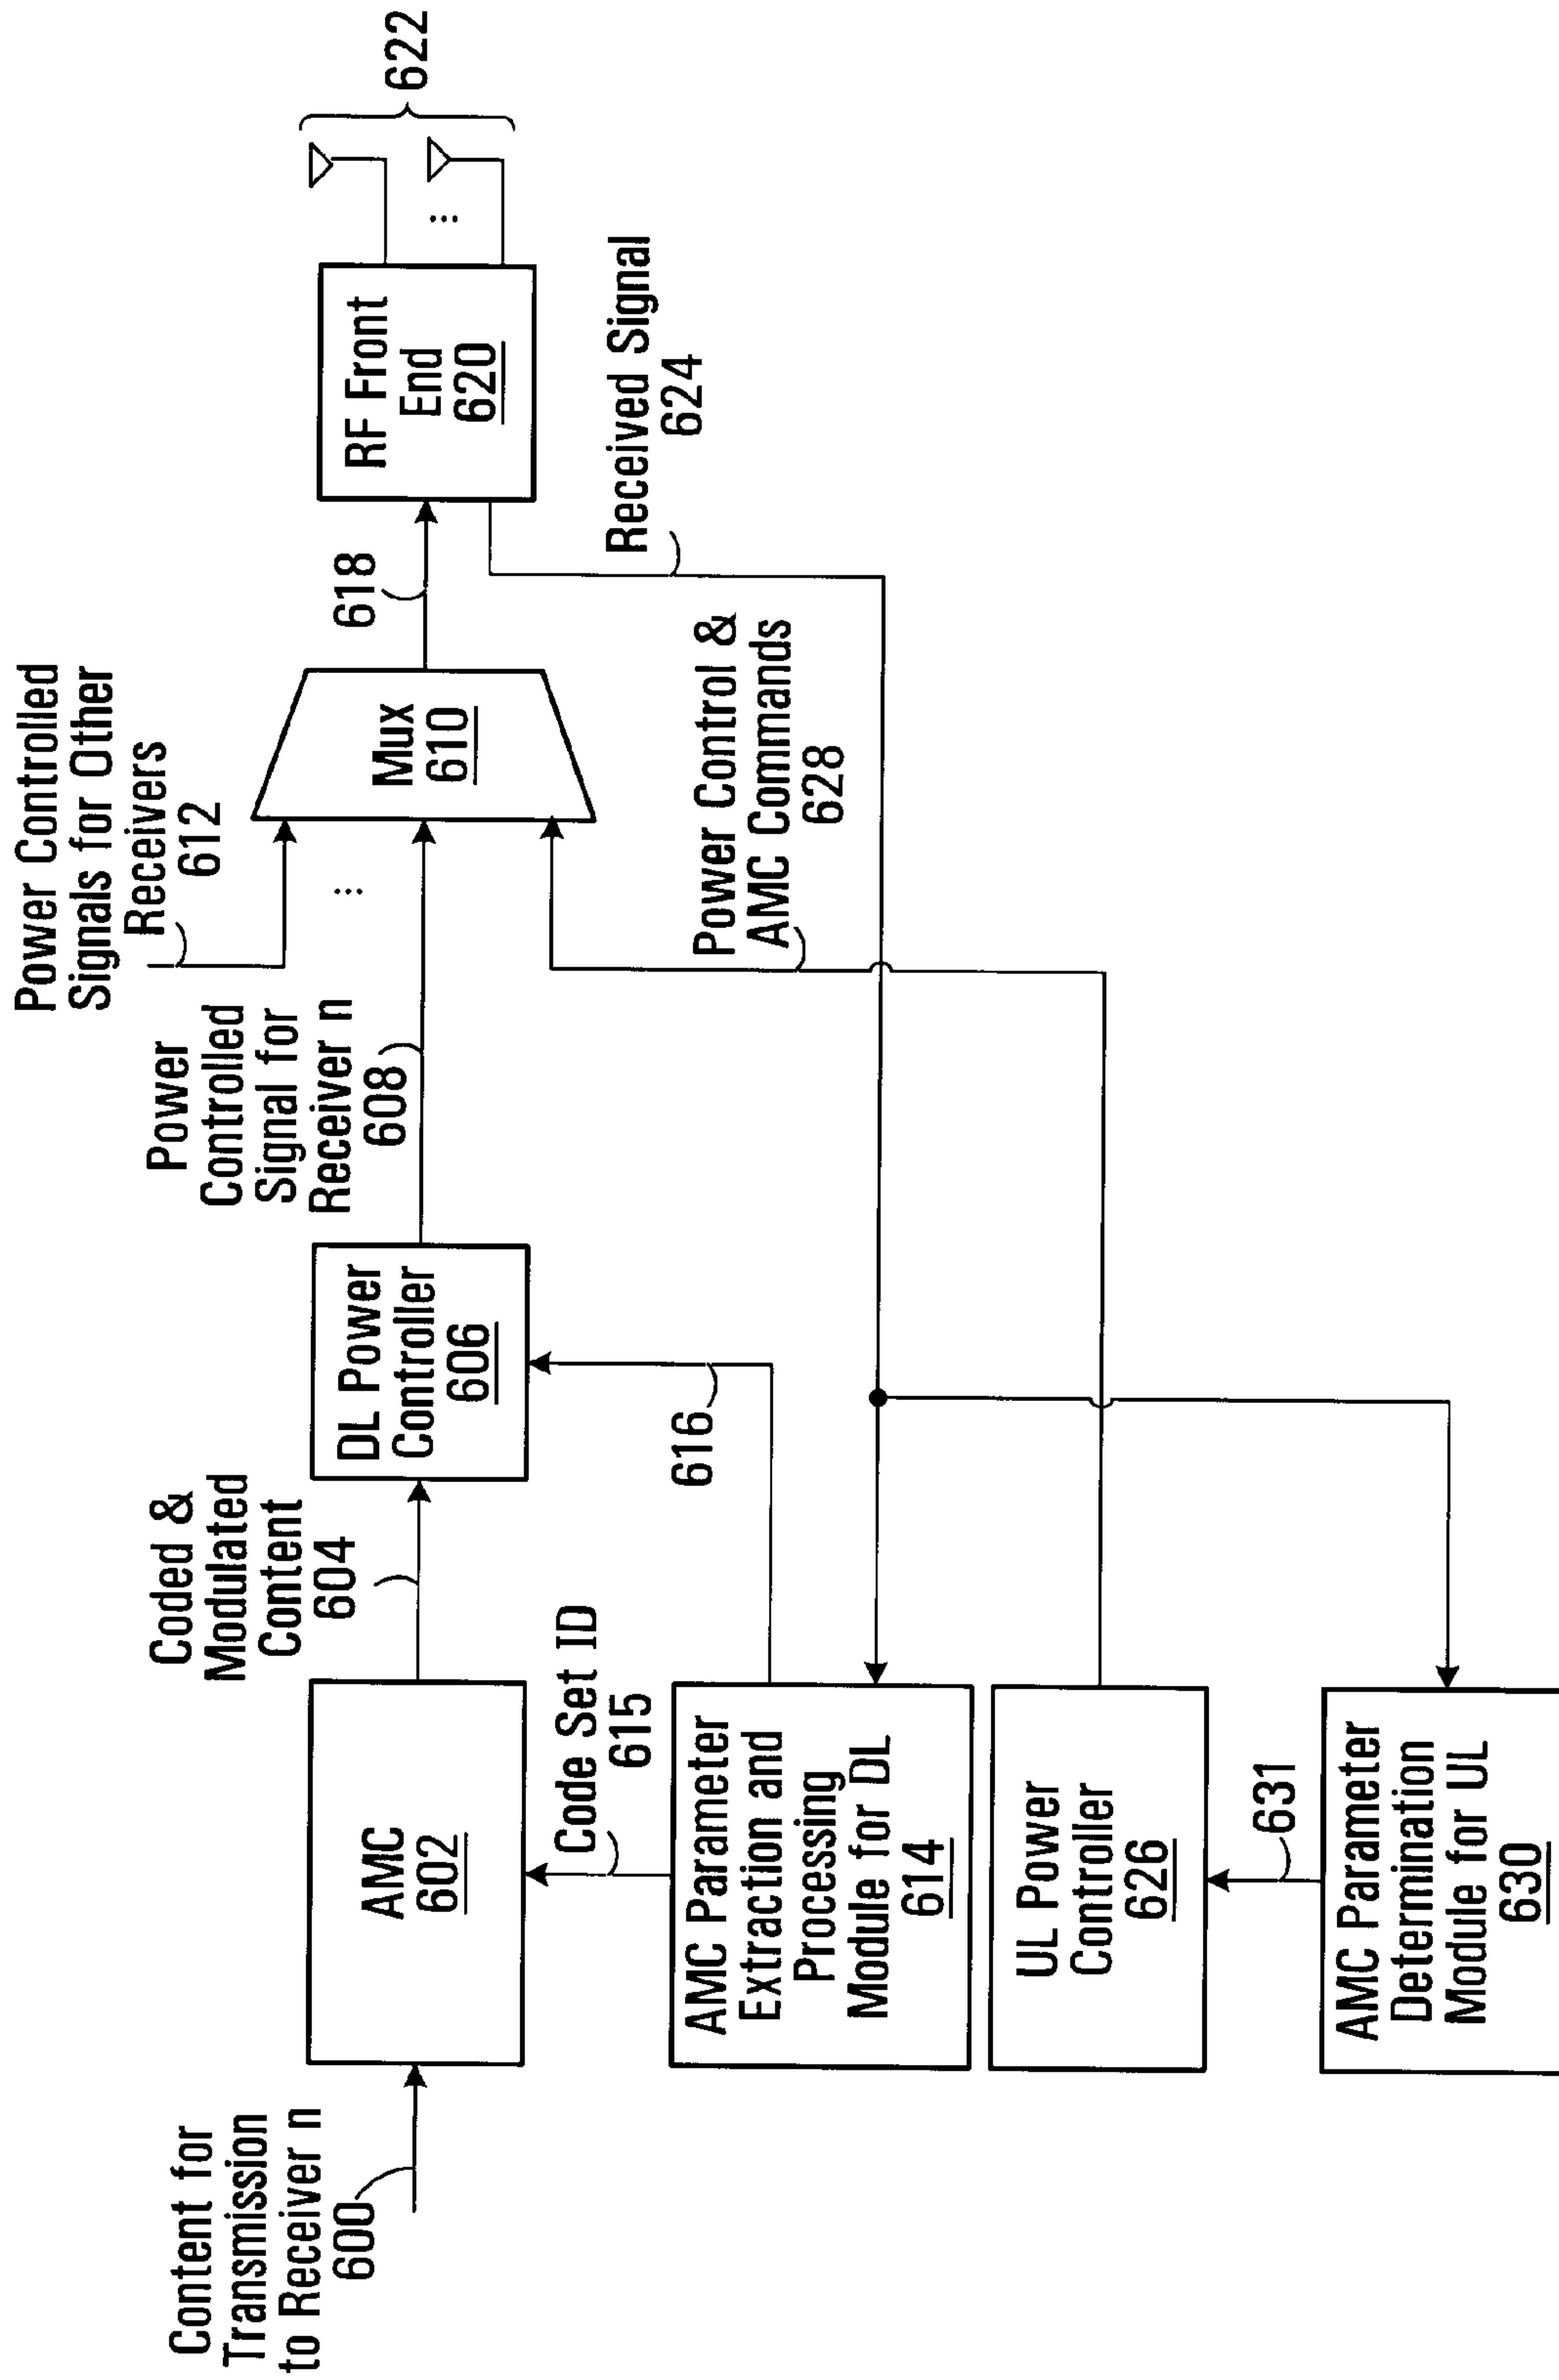 Content for
Transmission
to Receiver n
600
AMC
602
Coded &
Modulated
Content
604
DL Power
Controller
606
Power
Controlled
Signal for
Receiver n
608
Power Controlled
Signals for Other
Receivers
612
Mux
610
618
RF Front
End
620
622
Received Signal
624
Code Set ID
615
616
AMC Parameter
Extraction and
Processing
Module for DL
614
Power Control &
AMC Commands
628
UL Power
Controller
626
631
AMC Parameter
Determination
Module for UL
630